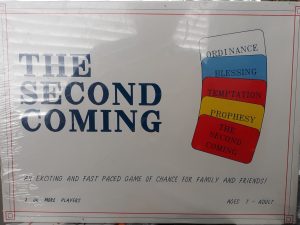 THE
SECOND
COMING
ORDINANCE
BLESSING
TEMPTATION
PROPHESY
THE
SECOND
COMING
AN EXCITING AND FAST PACED GAME OF CHANCE FOR FAMILY AND FRIENDS!
OR MORE PLAYERS
AGES 7 - ADULT